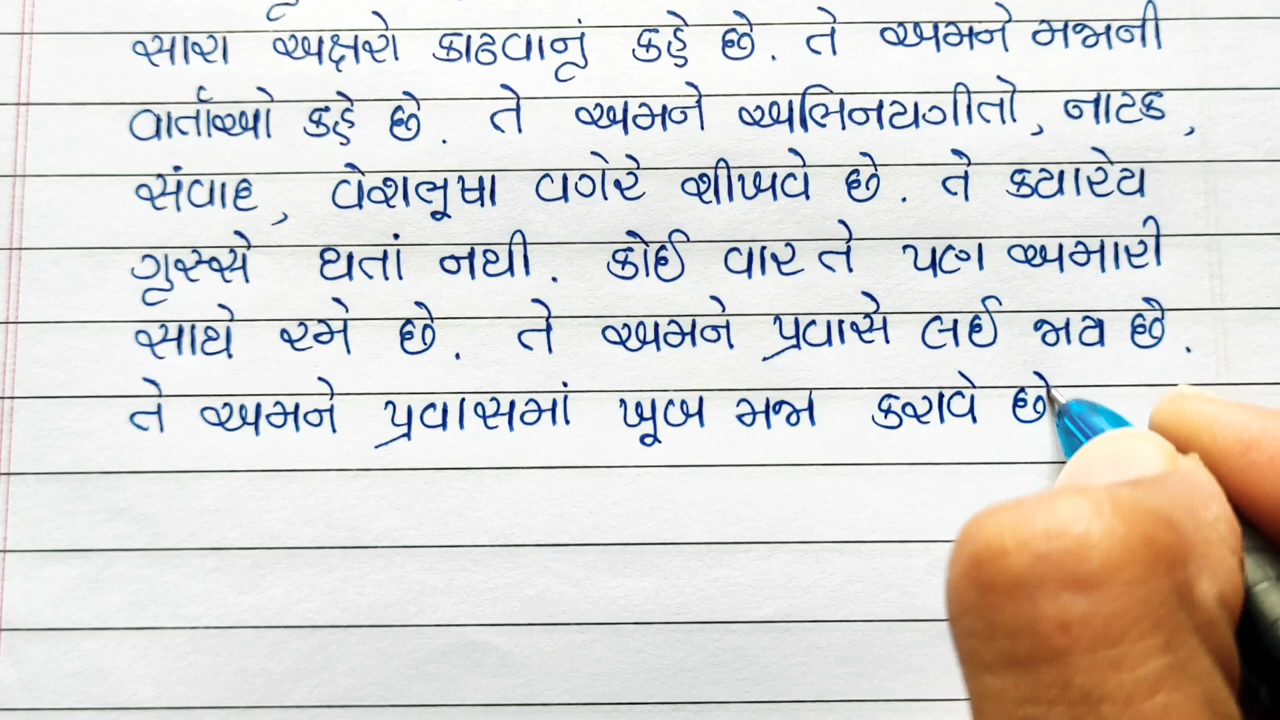 સારા અક્ષરો કાઢવાનું કહે છે. તે અમને મજાની
વાર્તાઓ કહે છે. તે અમને અભિનયગીતો, નાટક,
સંવાદ, વેશભૂષા વગેરે શીખવે છે. તે ક્યારેય
ગુસ્સે થતાં નથી. કોઈ વાર તે પણ અમારી
સાથે રમે છે. તે અમને પ્રવાસે લઈ જાય છે.
તે અમને પ્રવાસમાં ખૂબ મજા કરાવે છે